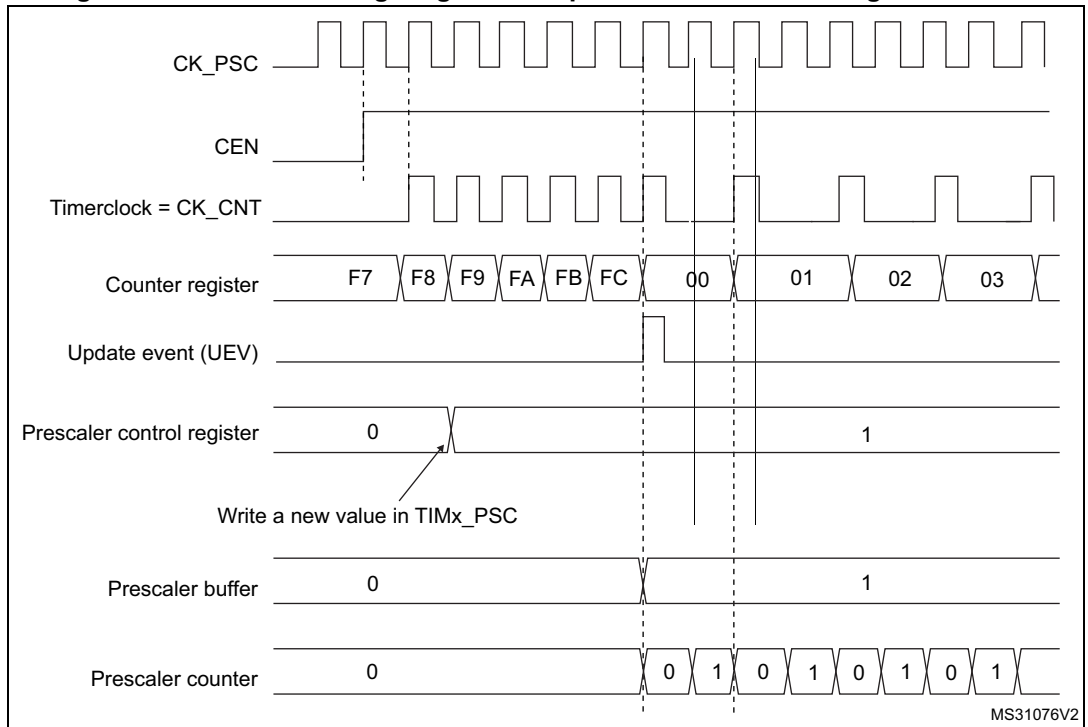 CK_PSC
CEN
Timerclock = CK_CNT
Counter register F7 F8 F9 FA FB FC 00 01 02 03
Update event (UEV)
Prescaler control register 0 1
Write a new value in TIMx_PSC
Prescaler buffer 0 1
Prescaler counter 0 0 1 0 1 0 1 0 1
MS31076V2